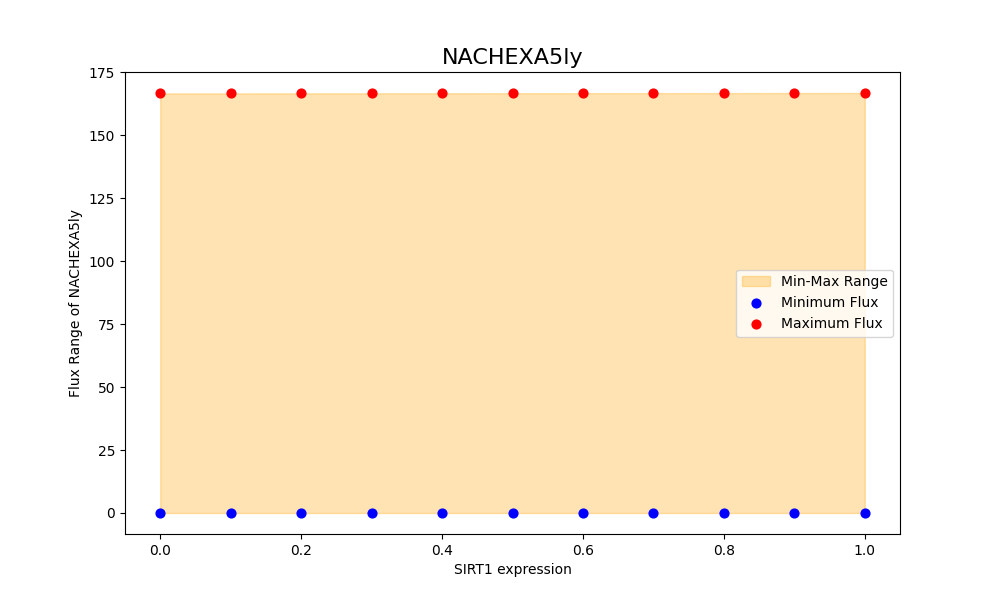 NACHEXA5ly
Flux Range of NACHEXA5ly
175
150
125
100
75
50
25
0
Min-Max Range
Minimum Flux
Maximum Flux
0.0
0.2
0.4
0.6
0.8
1.0
SIRT1 expression